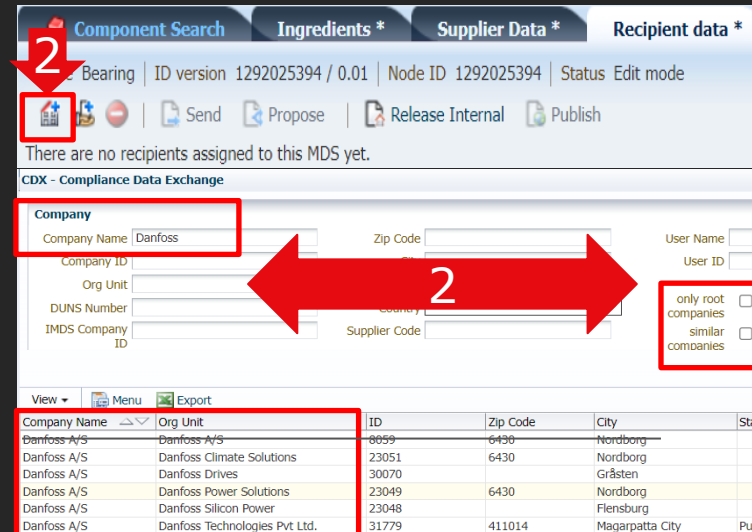 Component Search Ingredients * Supplier Data * Recipient data *
2
Bearing | ID version 1292025394 / 0.01 | Node ID 1292025394 | Status Edit mode
Send Propose | Release Internal Publish
There are no recipients assigned to this MDS yet.
CDX - Compliance Data Exchange
Company
Company Name Danfoss Zip Code User Name
Company ID User ID
Org Unit
2
DUNS Number Country only root companies
IMDS Company ID Supplier Code similar companies
View Menu Export
Company Name Org Unit ID Zip Code City
Danfoss A/S Danfoss A/S 8059 6430 Nordborg
Danfoss A/S Danfoss Climate Solutions 23051 6430 Nordborg
Danfoss A/S Danfoss Drives 30070 Gråsten
Danfoss A/S Danfoss Power Solutions 23049 6430 Nordborg
Danfoss A/S Danfoss Silicon Power 23048 Flensburg
Danfoss A/S Danfoss Technologies Pvt Ltd. 31779 411014 Magarpatta City Pu